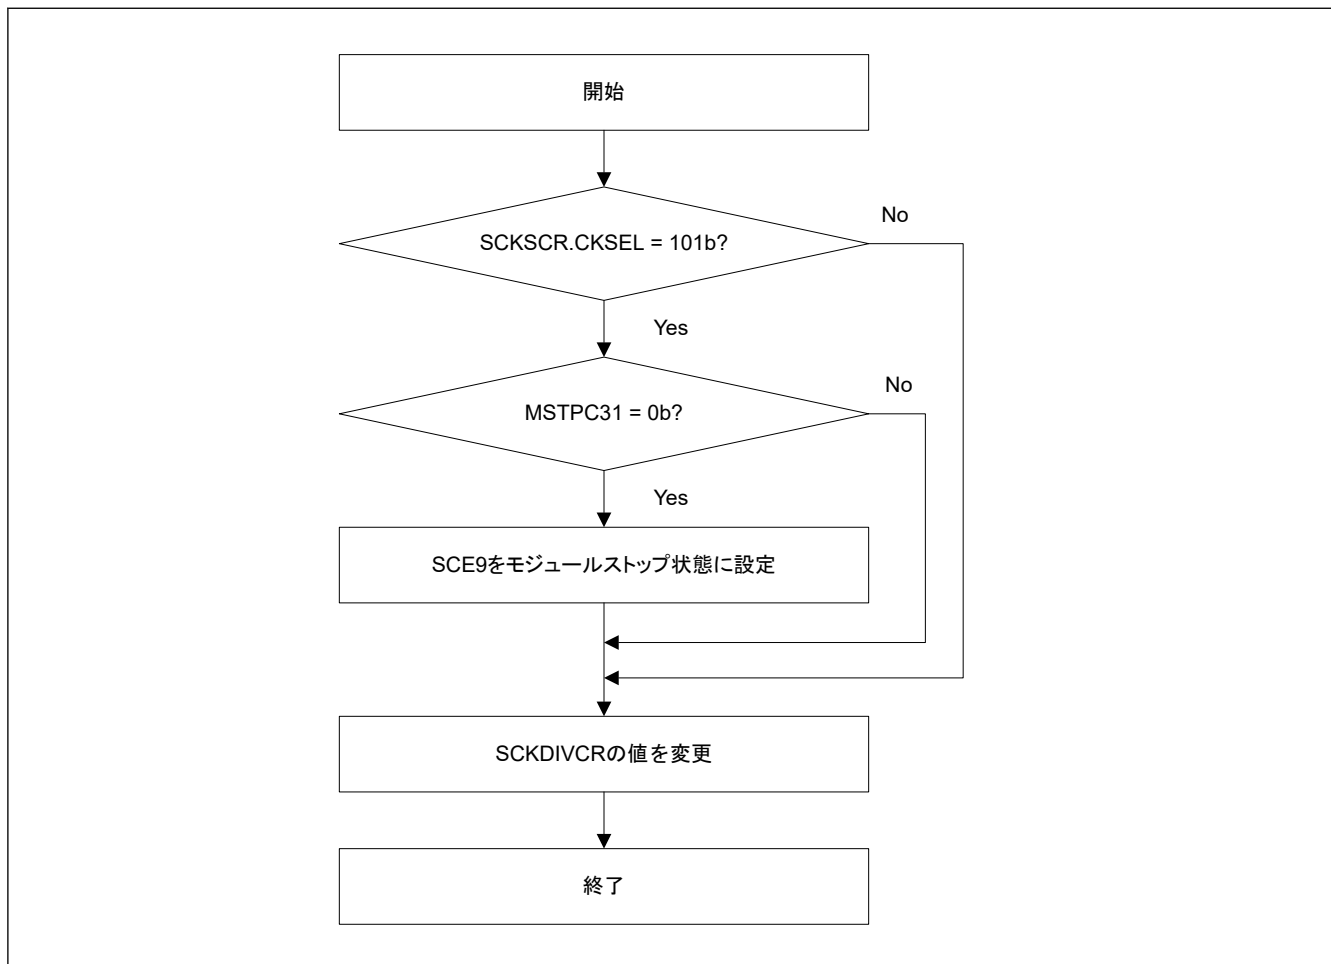 開始
SCKSCR.CKSEL = 101b?
No
Yes
MSTPC31 = 0b?
No
Yes
SCE9をモジュールストップ状態に設定
SCKDIVCRの値を変更
終了